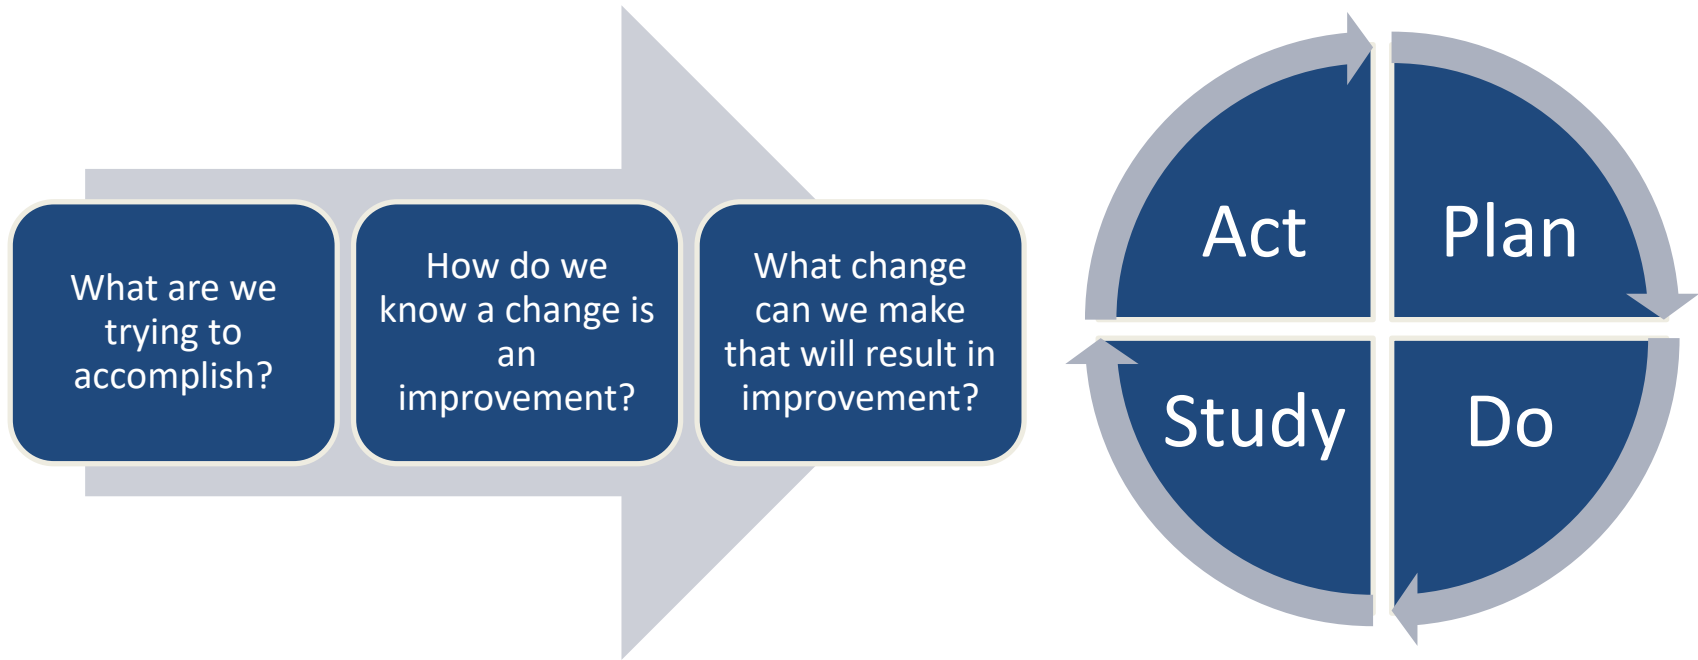 What are we
trying to
accomplish?
How do we
know a change is
an
improvement?
What change
can we make
that will result in
improvement?
Act
Plan
Study
Do